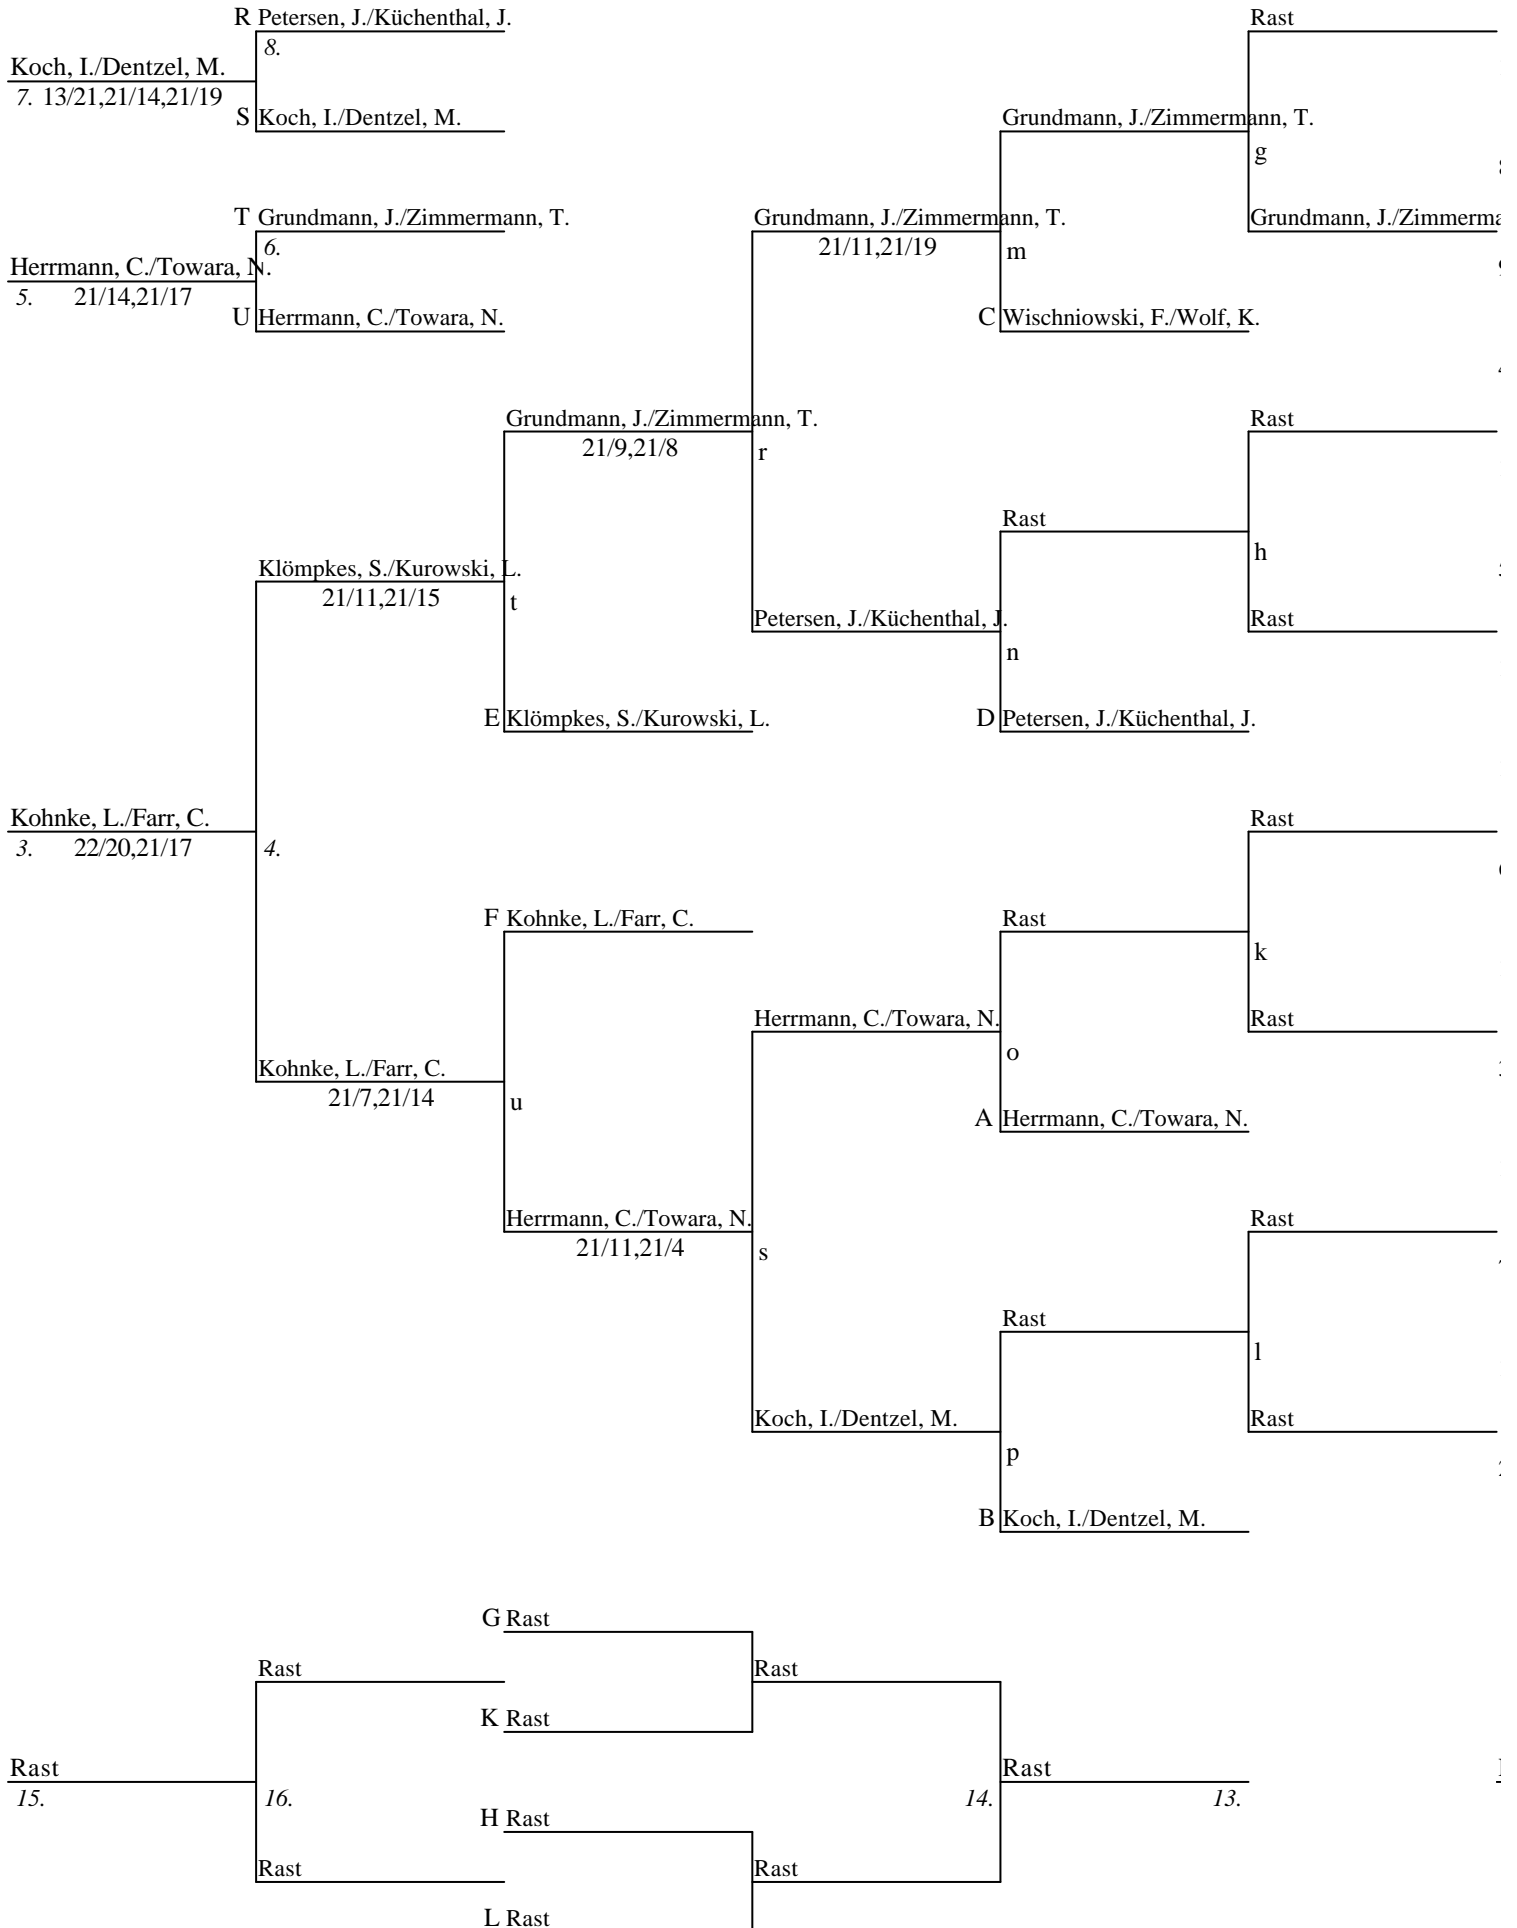 R Petersen, J./Küchenthal, J.
Rast
8.
Koch, I./Dentzel, M.
7. 13/21,21/14,21/19
S Koch, I./Dentzel, M.
Grundmann, J./Zimmermann, T.
g
T Grundmann, J./Zimmermann, T.
Grundmann, J./Zimmermann, T.
Grundmann, J./Zimmerma
6.
21/11,21/19
m
Herrmann, C./Towara, N.
5. 21/14,21/17
U Herrmann, C./Towara, N.
C Wischniowski, F./Wolf, K.
Grundmann, J./Zimmermann, T.
Rast
21/9,21/8
r
Rast
h
Klömpkes, S./Kurowski, L.
21/11,21/15
t
Petersen, J./Küchenthal, J.
Rast
n
E Klömpkes, S./Kurowski, L.
D Petersen, J./Küchenthal, J.
Kohnke, L./Farr, C.
Rast
3. 22/20,21/17
4.
F Kohnke, L./Farr, C.
Rast
k
Herrmann, C./Towara, N.
Rast
o
Kohnke, L./Farr, C.
21/7,21/14
u
A Herrmann, C./Towara, N.
Herrmann, C./Towara, N.
Rast
21/11,21/4
s
Rast
l
Koch, I./Dentzel, M.
Rast
p
B Koch, I./Dentzel, M.
G Rast
Rast
Rast
K Rast
Rast
Rast
15.
16.
14.
13.
H Rast
Rast
Rast
L Rast